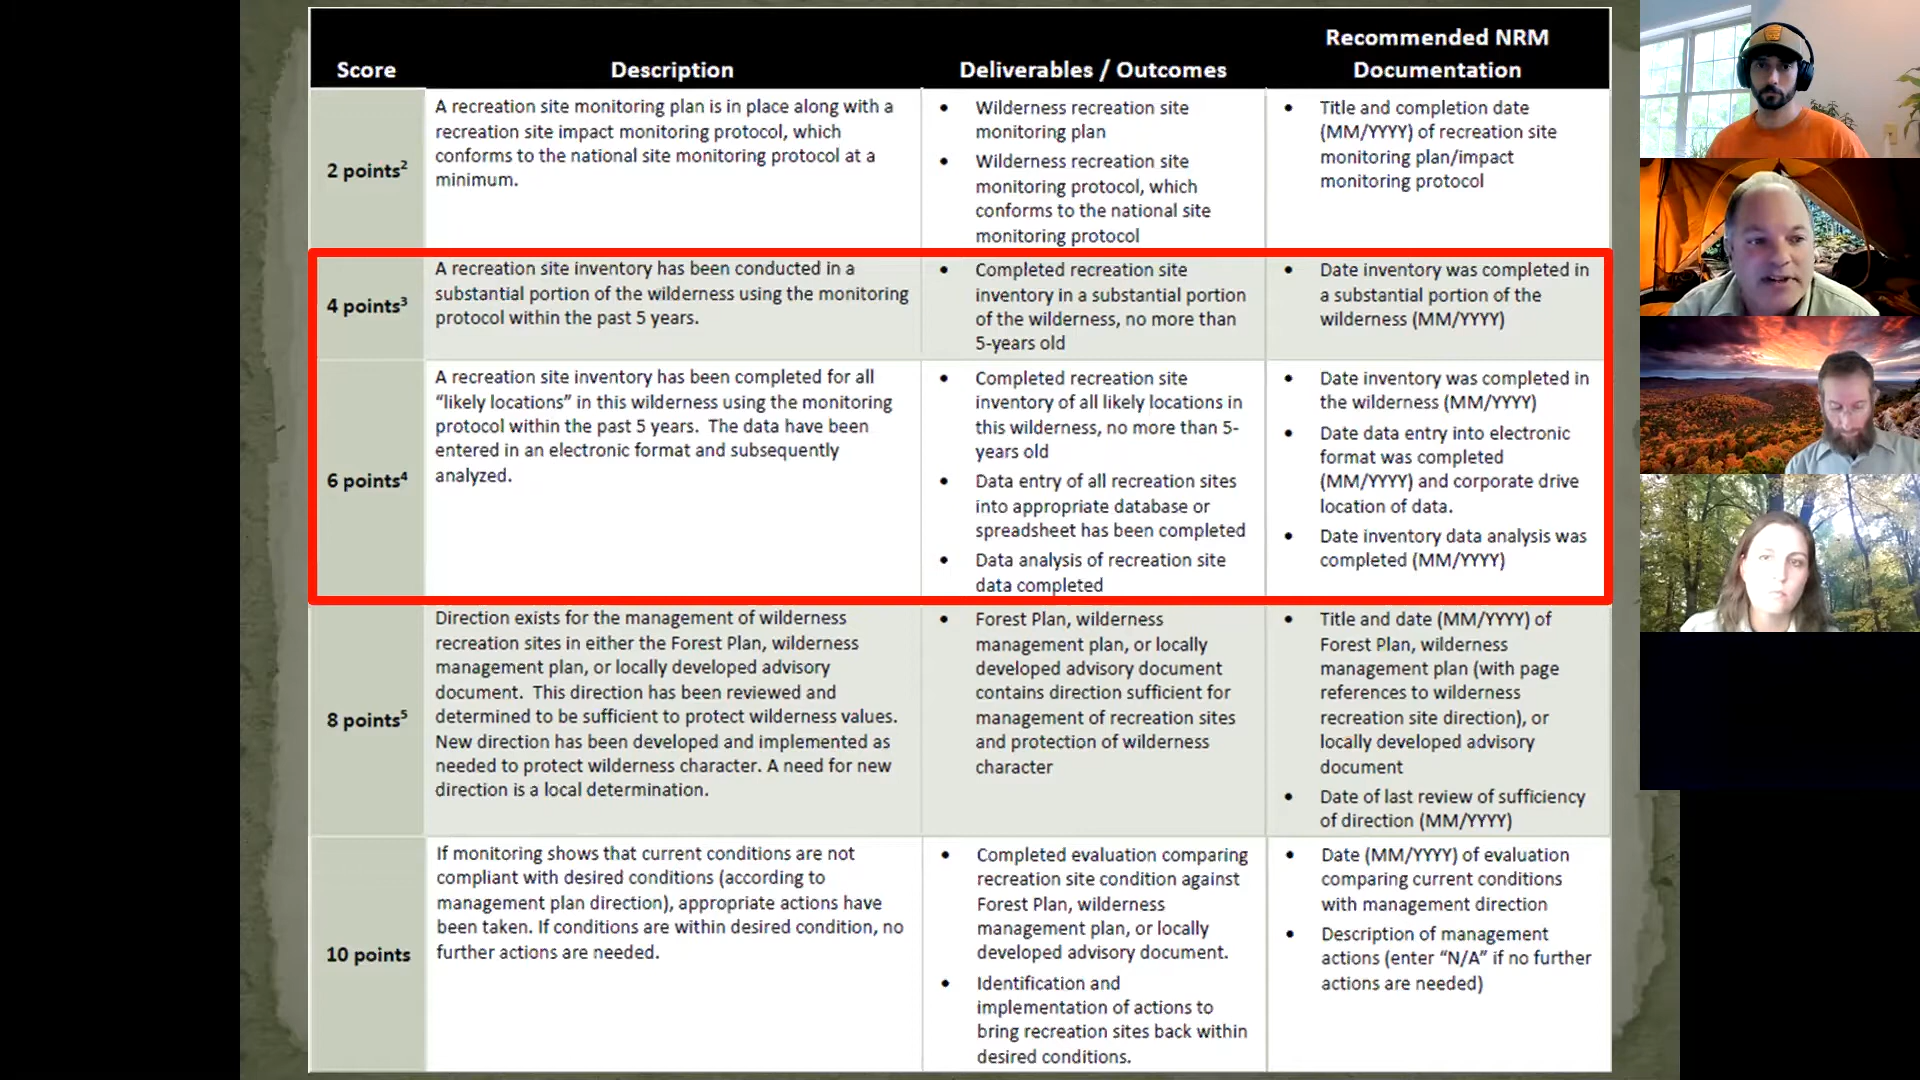 Score
Description
Deliverables / Outcomes
Recommended NRM
Documentation
2 points²
A recreation site monitoring plan is in place along with a
recreation site impact monitoring protocol, which
conforms to the national site monitoring protocol at a
minimum.
• Wilderness recreation site
monitoring plan
• Wilderness recreation site
monitoring protocol, which
conforms to the national site
monitoring protocol
• Title and completion date
(MM/YYYY) of recreation site
monitoring plan/impact
monitoring protocol
4 points³
A recreation site inventory has been conducted in a
substantial portion of the wilderness using the monitoring
protocol within the past 5 years.
• Completed recreation site
inventory in a substantial portion
of the wilderness, no more than
5-years old
• Date inventory was completed in
a substantial portion of the
wilderness (MM/YYYY)
6 points⁴
A recreation site inventory has been completed for all
“likely locations” in this wilderness using the monitoring
protocol within the past 5 years. The data have been
entered in an electronic format and subsequently
analyzed.
• Completed recreation site
inventory of all likely locations in
this wilderness, no more than 5-
years old
• Data entry of all recreation sites
into appropriate database or
spreadsheet has been completed
• Data analysis of recreation site
data completed
• Date inventory was completed in
the wilderness (MM/YYYY)
• Date data entry into electronic
format was completed
(MM/YYYY) and corporate drive
location of data.
• Date inventory data analysis was
completed (MM/YYYY)
8 points⁵
Direction exists for the management of wilderness
recreation sites in either the Forest Plan, wilderness
management plan, or locally developed advisory
document. This direction has been reviewed and
determined to be sufficient to protect wilderness values.
New direction has been developed and implemented as
needed to protect wilderness character. A need for new
direction is a local determination.
• Forest Plan, wilderness
management plan, or locally
developed advisory document
contains direction sufficient for
management of recreation sites
and protection of wilderness
character
• Title and date (MM/YYYY) of
Forest Plan, wilderness
management plan (with page
references to wilderness
recreation site direction), or
locally developed advisory
document
• Date of last review of sufficiency
of direction (MM/YYYY)
10 points
If monitoring shows that current conditions are not
compliant with desired conditions (according to
management plan direction), appropriate actions have
been taken. If conditions are within desired condition, no
further actions are needed.
• Completed evaluation comparing
recreation site condition against
Forest Plan, wilderness
management plan, or locally
developed advisory document.
• Identification and
implementation of actions to
bring recreation sites back within
desired conditions.
• Date (MM/YYYY) of evaluation
comparing current conditions
with management direction
• Description of management
actions (enter “N/A” if no further
actions are needed)